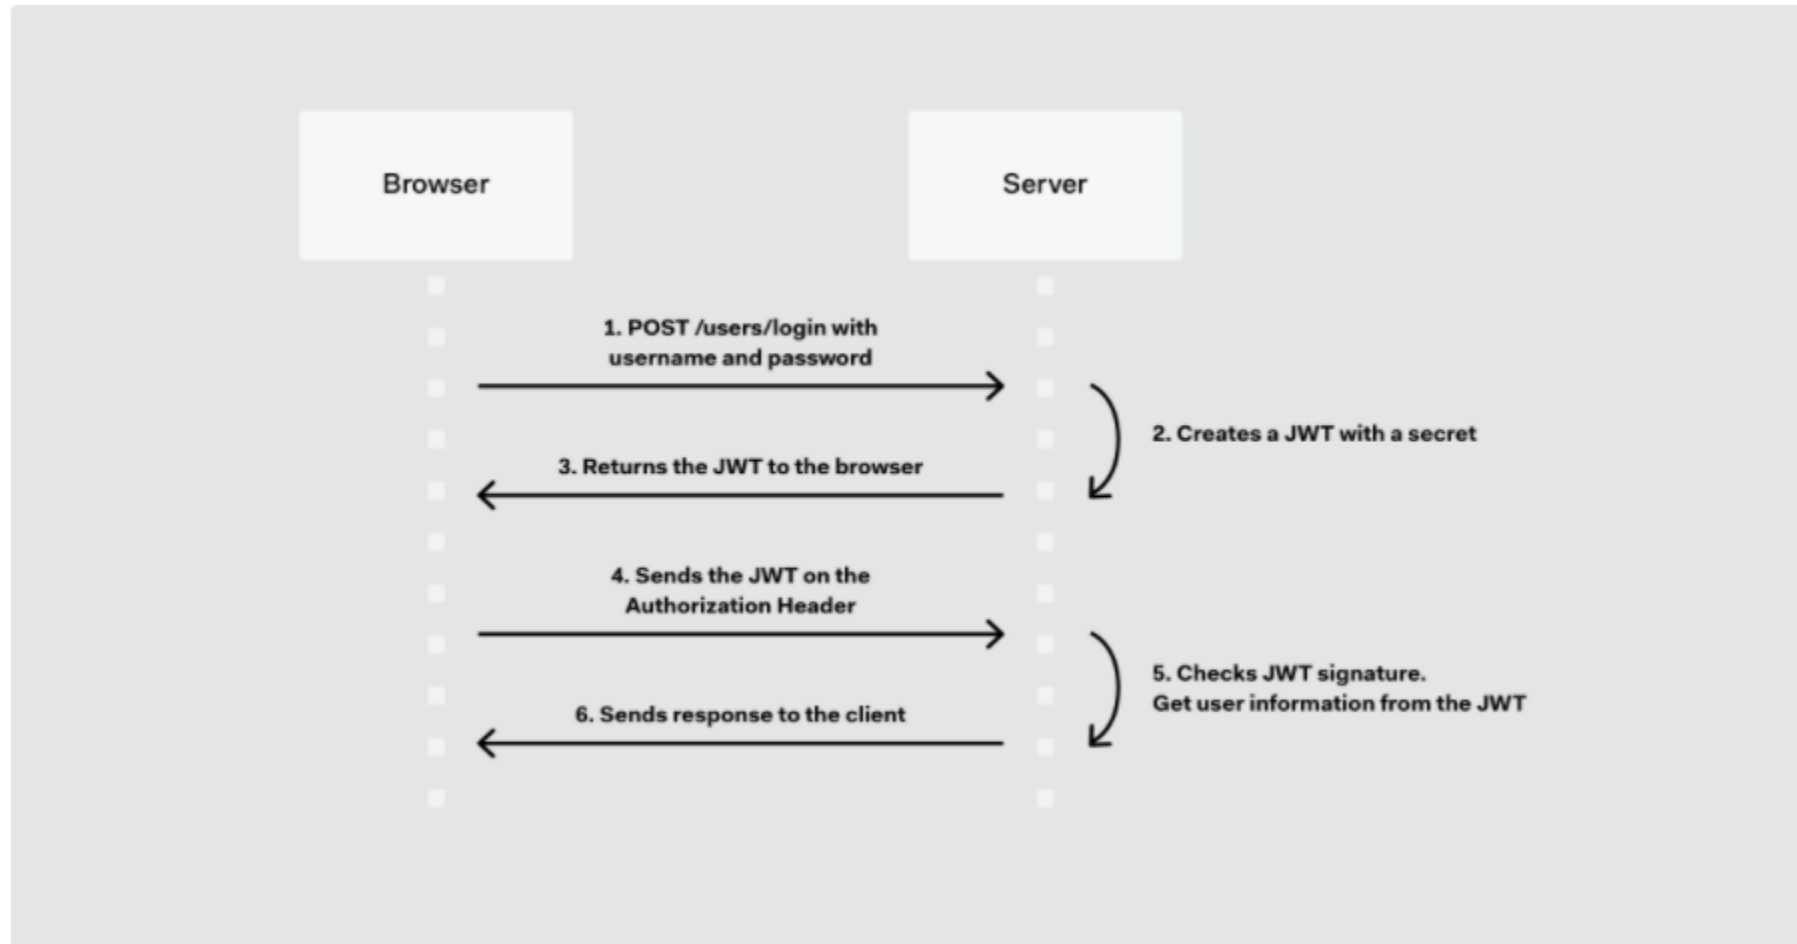 Browser
Server
1. POST /users/login with
username and password
2. Creates a JWT with a secret
3. Returns the JWT to the browser
4. Sends the JWT on the
Authorization Header
5. Checks JWT signature.
Get user information from the JWT
6. Sends response to the client